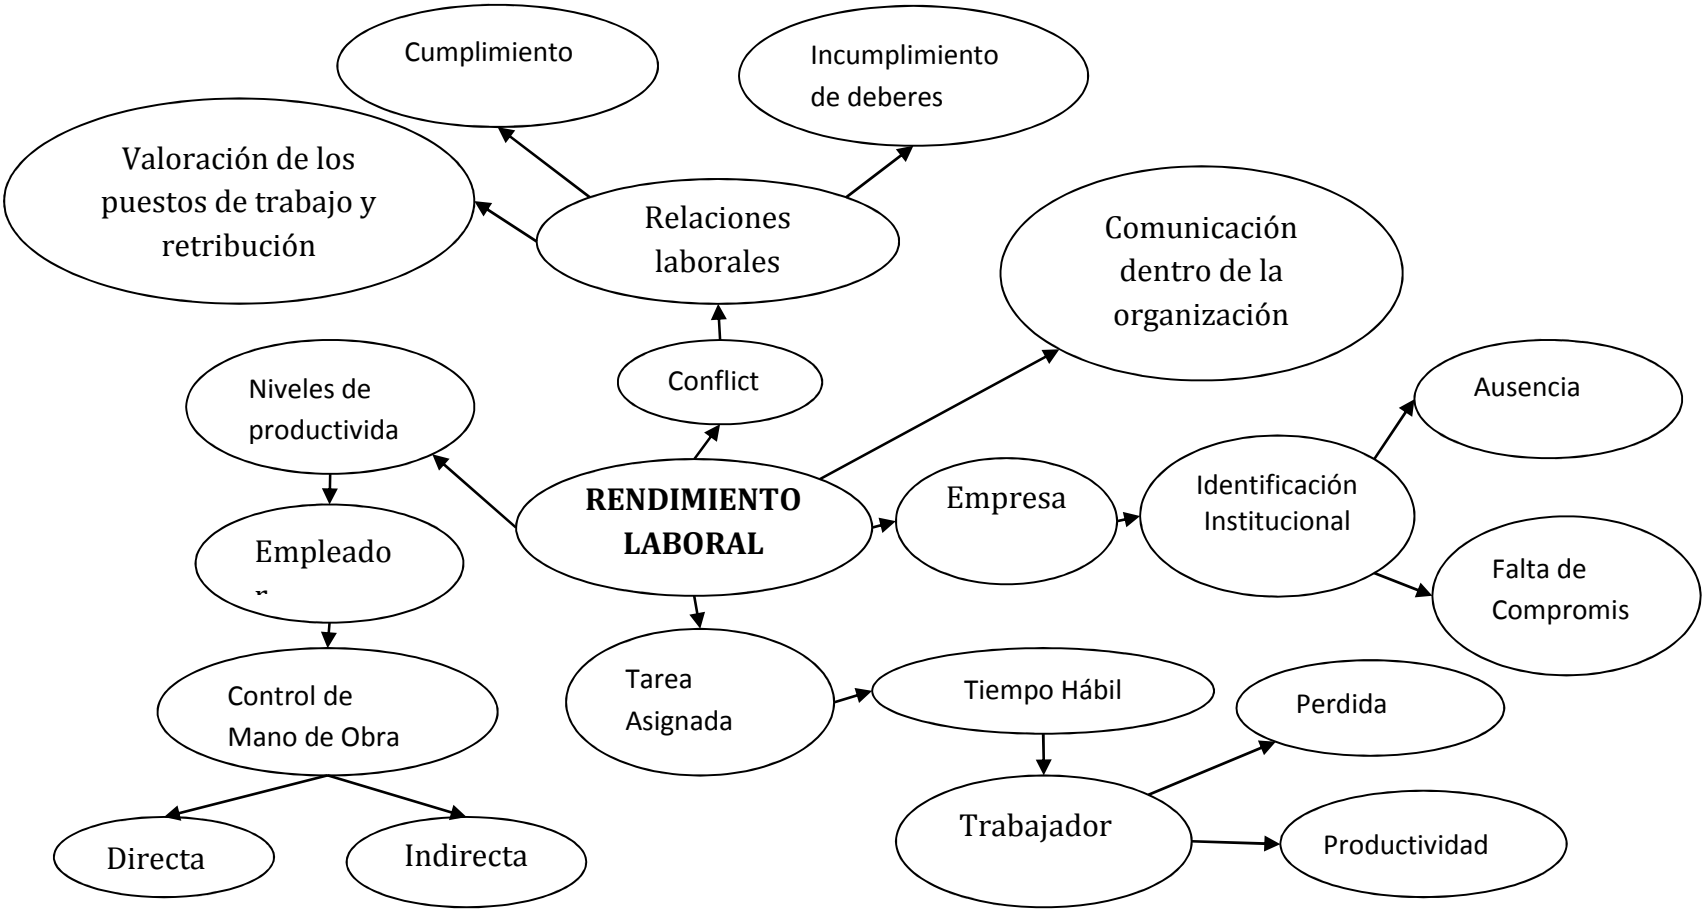 Cumplimiento
Incumplimiento
de deberes
Valoración de los
puestos de trabajo y
retribución
Relaciones
laborales
Comunicación
dentro de la
organización
Conflict
Niveles de
productivida
Ausencia
RENDIMIENTO
LABORAL
Empresa
Identificación
Institucional
Empleado
r
Falta de
Compromis
Control de
Mano de Obra
Tarea
Asignada
Tiempo Hábil
Perdida
Trabajador
Productividad
Directa
Indirecta